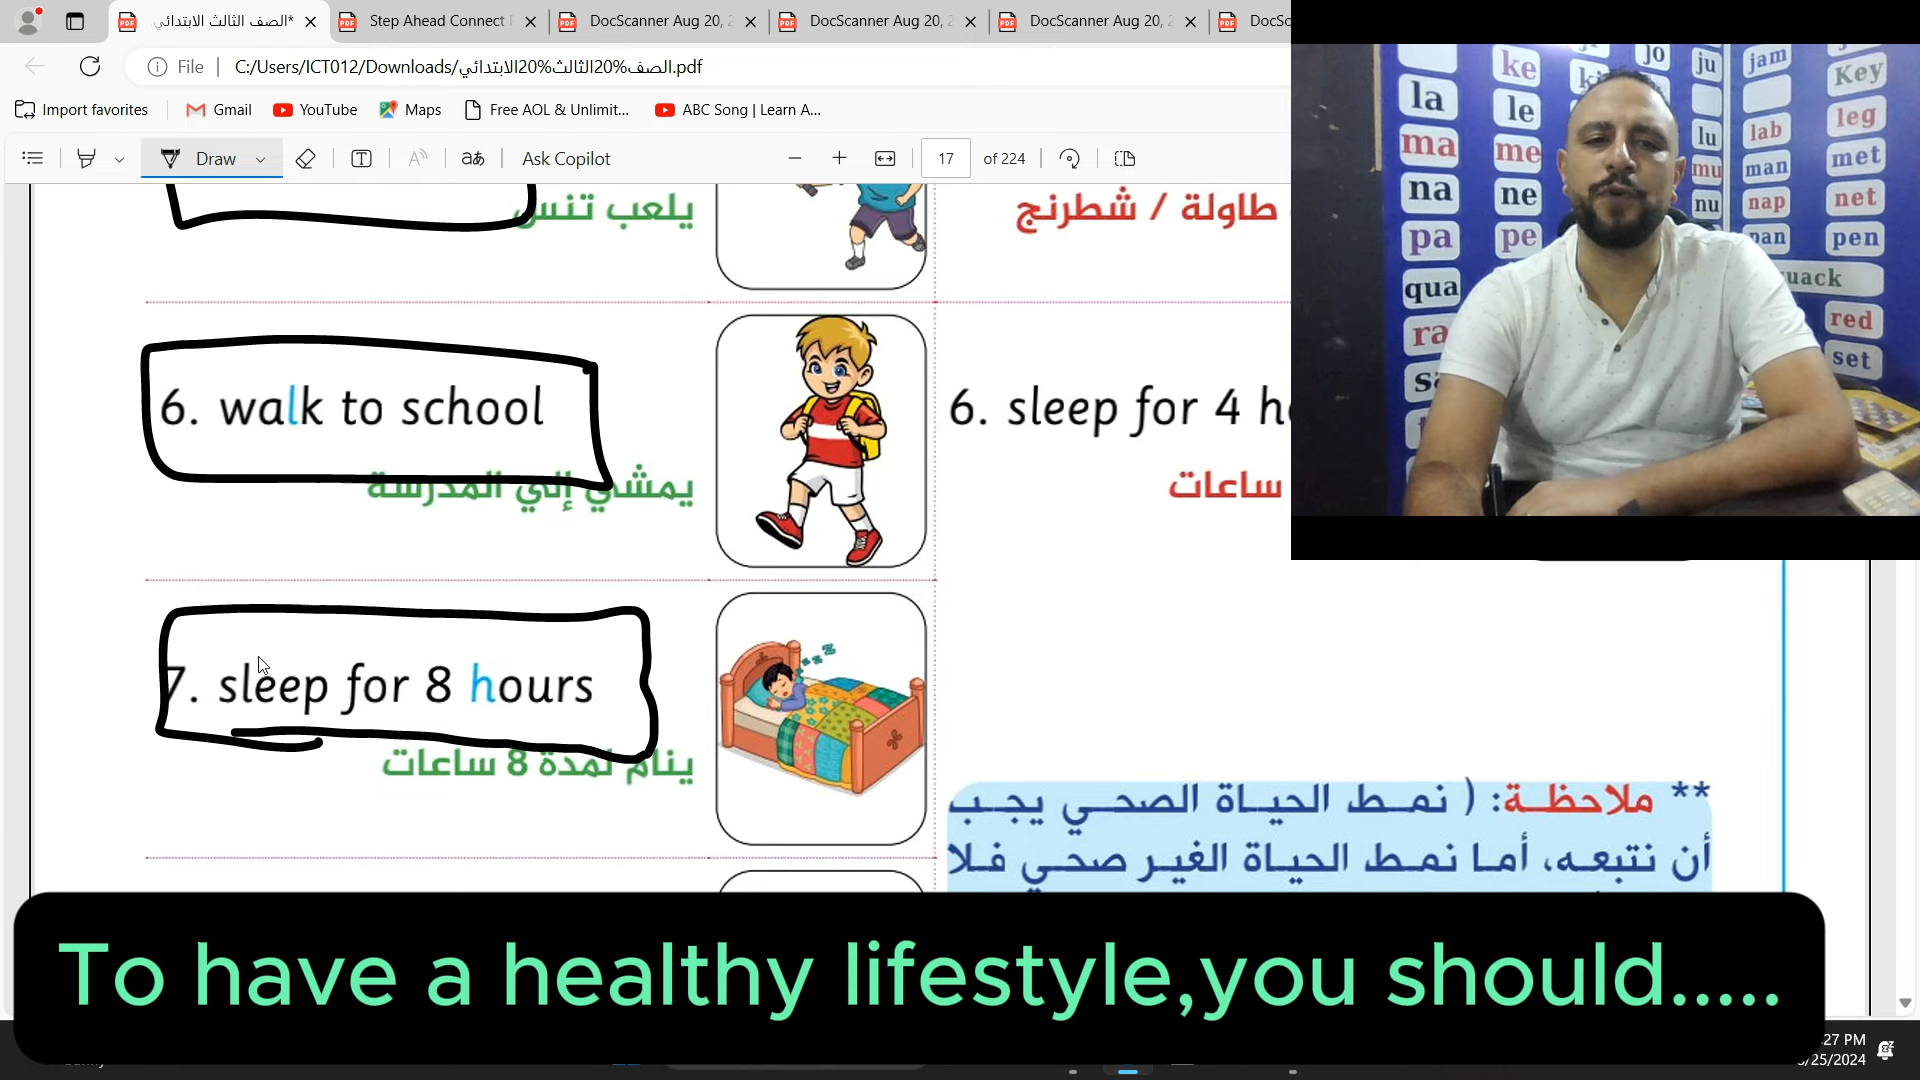 *الصف الثالث الابتدائي
Step Ahead Connect
DocScanner Aug 20, 2
DocScanner Aug 20, 2
DocScanner Aug 20, 2
File
C:/Users/ICT012/Downloads/الصف%20الثالث%20الابتدائي.pdf
Import favorites
Gmail
YouTube
Maps
Free AOL & Unlimit...
ABC Song | Learn A...
Draw
Ask Copilot
17
of 224
يلعب تنس
طاولة / شطرنج
6. walk to school
يمشي إلي المدرسة
6. sleep for 4
ساعات
7. sleep for 8 hours
ينام لمدة 8 ساعات
** ملاحظة: ( نمط الحياة الصحي يجب
أن نتبعه، أما نمط الحياة الغير صحي فلا
To have a healthy lifestyle,you should.....
27 PM
/25/2024
la
ma
na
pa
qua
ra
ke
le
me
ne
pe
jo
ju
lu
mu
nu
jam
lab
man
nap
pan
uack
Key
leg
met
net
pen
red
set